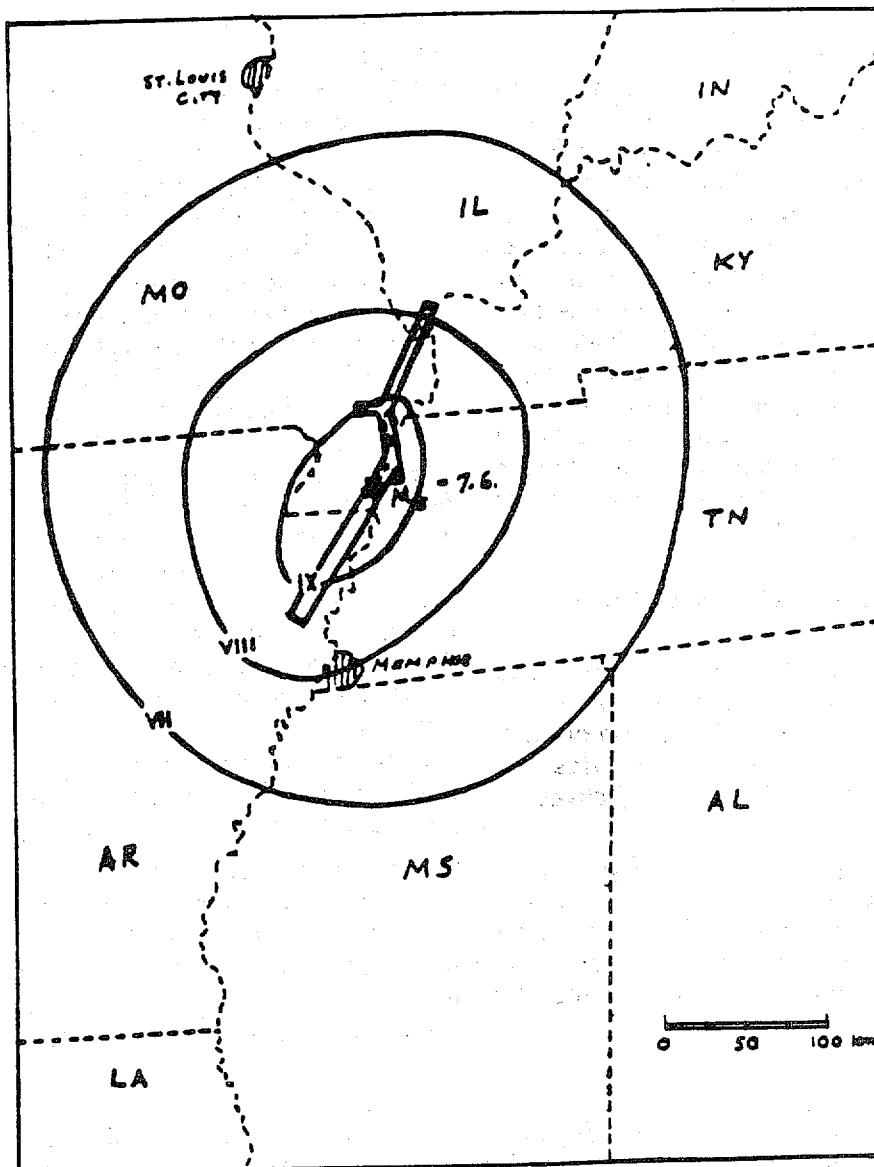 ST. LOUIS
CITY
IN
IL
KY
MO
= 7.6.
TN
IX
VIII
MEMPHIS
VII
AL
AR
MS
0 50 100 km
LA